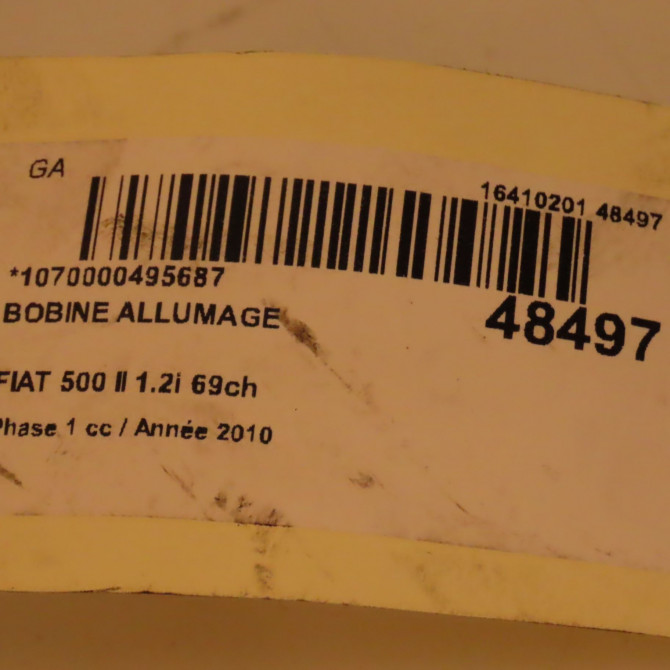 GA
16410201 48497
*1070000495687
48497
BOBINE ALLUMAGE
FIAT 500 II 1.2i 69ch
Phase 1 cc / Année 2010